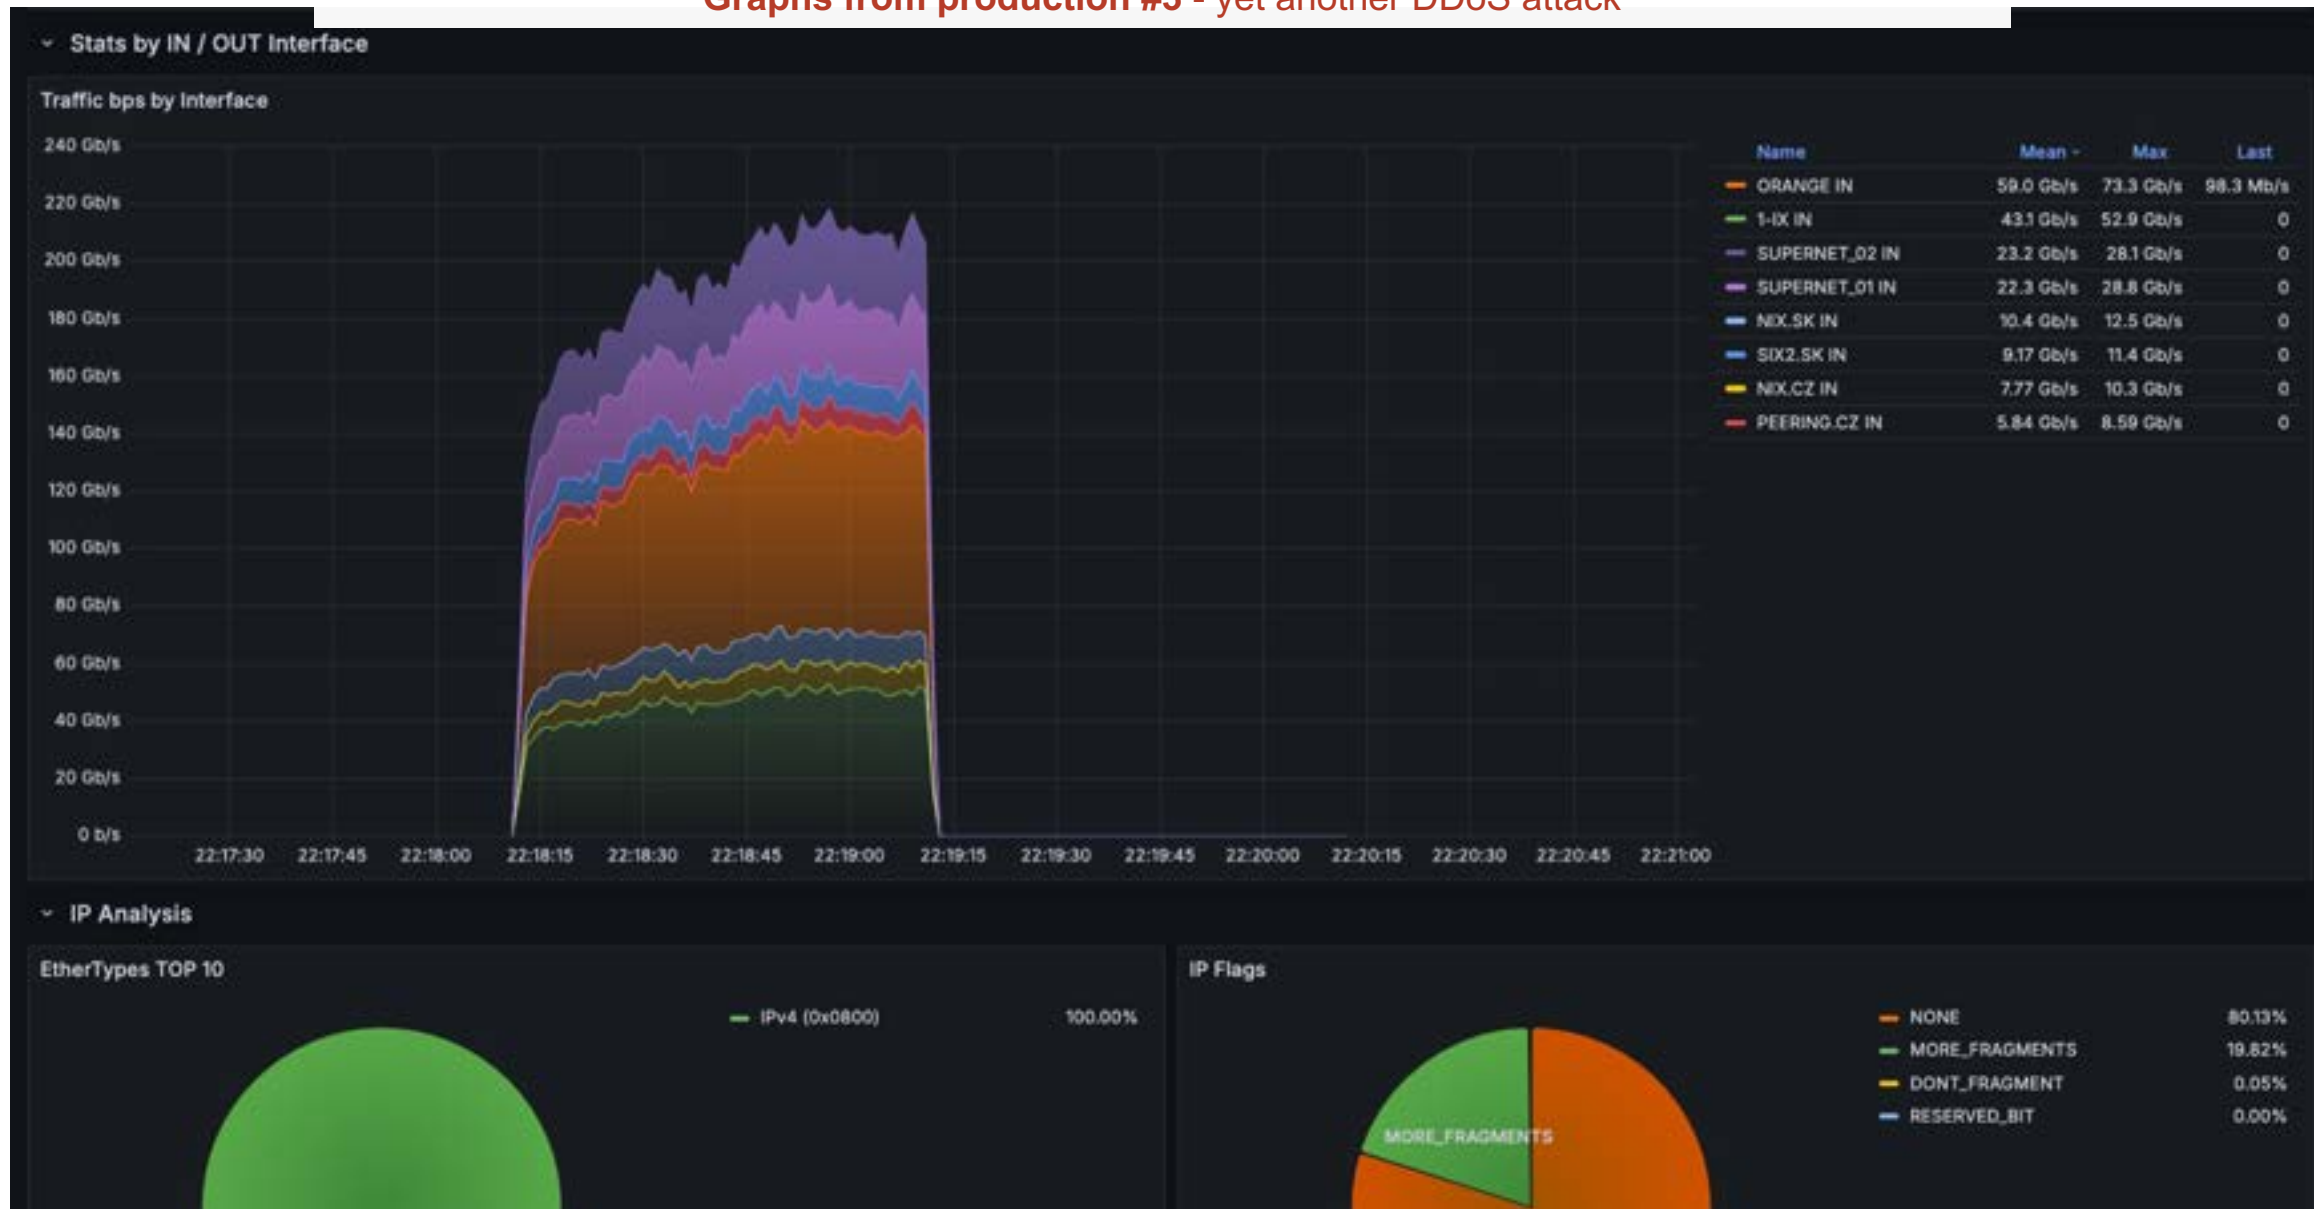 Graphs from production #3 - yet another DDoS attack
Stats by IN / OUT Interface
Traffic bps by Interface
240 Gb/s
220 Gb/s
200 Gb/s
180 Gb/s
160 Gb/s
140 Gb/s
120 Gb/s
100 Gb/s
80 Gb/s
60 Gb/s
40 Gb/s
20 Gb/s
0 b/s
22:17:30 22:17:45 22:18:00 22:18:15 22:18:30 22:18:45 22:19:00 22:19:15 22:19:30 22:19:45 22:20:00 22:20:15 22:20:30 22:20:45 22:21:00
Name Mean Max Last
ORANGE IN 59.0 Gb/s 73.3 Gb/s 98.3 Mb/s
1-IX IN 43.1 Gb/s 52.9 Gb/s 0
SUPERNET_02 IN 23.2 Gb/s 28.1 Gb/s 0
SUPERNET_01 IN 22.3 Gb/s 28.8 Gb/s 0
NIX.SK IN 10.4 Gb/s 12.5 Gb/s 0
SIX2.SK IN 9.17 Gb/s 11.4 Gb/s 0
NIX.CZ IN 7.77 Gb/s 10.3 Gb/s 0
PEERING.CZ IN 5.84 Gb/s 8.59 Gb/s 0
IP Analysis
EtherTypes TOP 10
IPv4 (0x0800) 100.00%
IP Flags
MORE_FRAGMENTS
NONE 80.13%
MORE_FRAGMENTS 19.82%
DONT_FRAGMENT 0.05%
RESERVED_BIT 0.00%